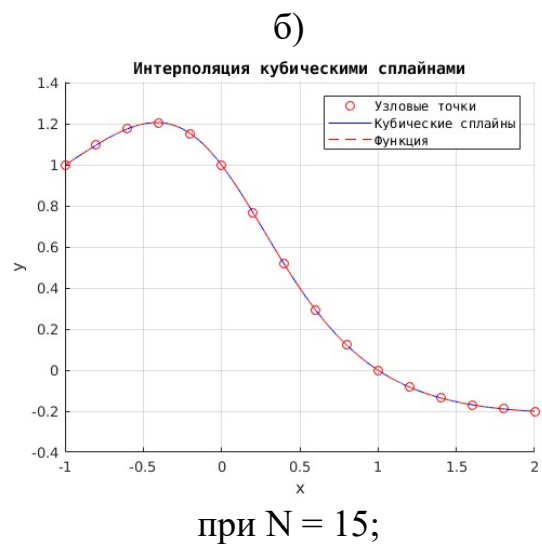 б)
Интерполяция кубическими сплайнами
1.4
Узловые точки
1.2
Кубические сплайны
Функция
1
0.8
0.6
y
0.4
0.2
0
-0.2
-0.4
-1
-0.5
0
0.5
1
1.5
2
x
при N = 15;